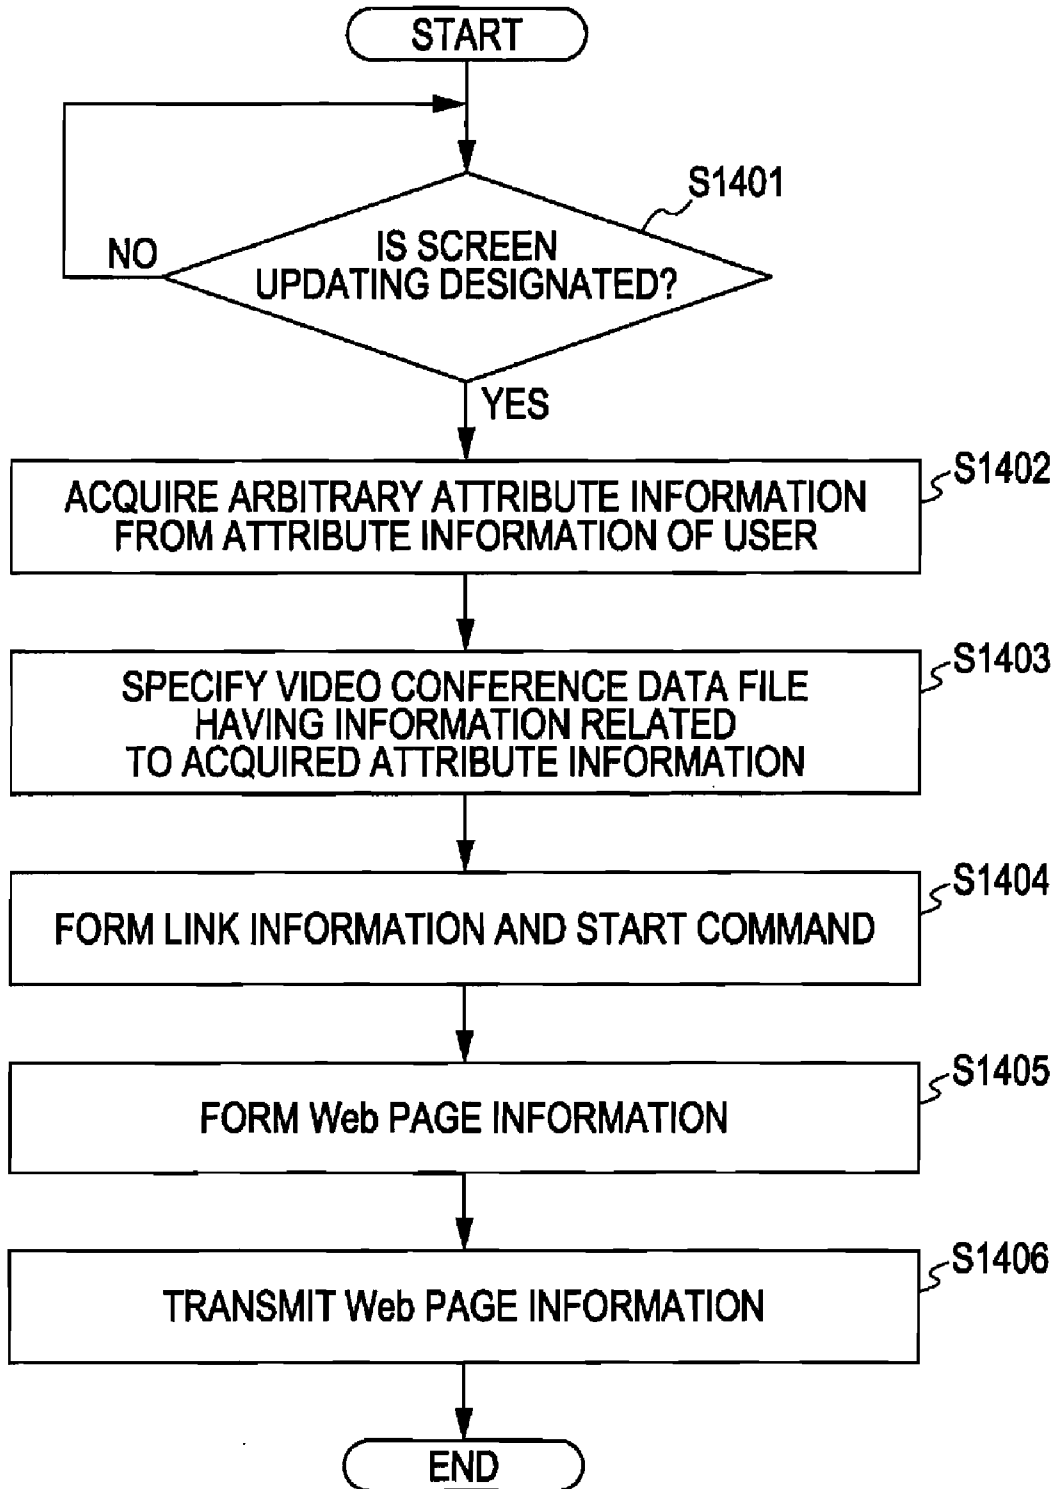 START
S1401
IS SCREEN
UPDATING DESIGNATED?
NO
YES
S1402
ACQUIRE ARBITRARY ATTRIBUTE INFORMATION
FROM ATTRIBUTE INFORMATION OF USER
S1403
SPECIFY VIDEO CONFERENCE DATA FILE
HAVING INFORMATION RELATED
TO ACQUIRED ATTRIBUTE INFORMATION
S1404
FORM LINK INFORMATION AND START COMMAND
S1405
FORM Web PAGE INFORMATION
S1406
TRANSMIT Web PAGE INFORMATION
END